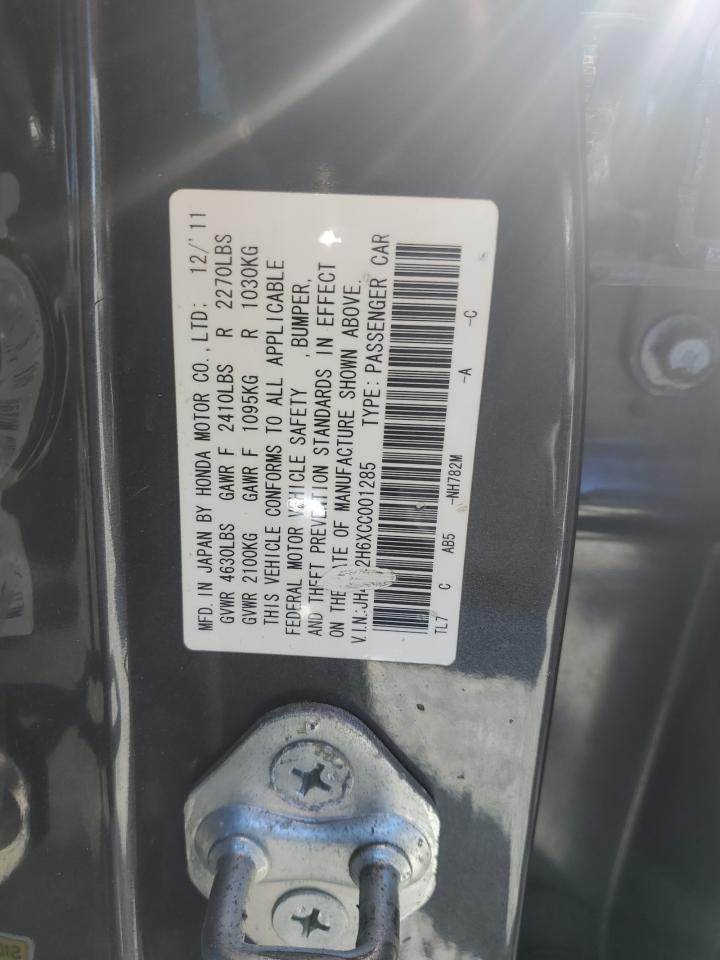 MFD. IN JAPAN BY HONDA MOTOR CO., LTD: 12/'11
GVWR 4630LBS GAWR F 2410LBS R 2270LBS
GVWR 2100KG GAWR F 1095KG R 1030KG
THIS VEHICLE CONFORMS TO ALL APPLICABLE
FEDERAL MOTOR VEHICLE SAFETY , BUMPER,
AND THEFT PREVENTION STANDARDS IN EFFECT
ON THE DATE OF MANUFACTURE SHOWN ABOVE.
V.I.N.:JH 2H6XCC001285 TYPE: PASSENGER CAR
TL7 C AB5 -NH782M -A -C